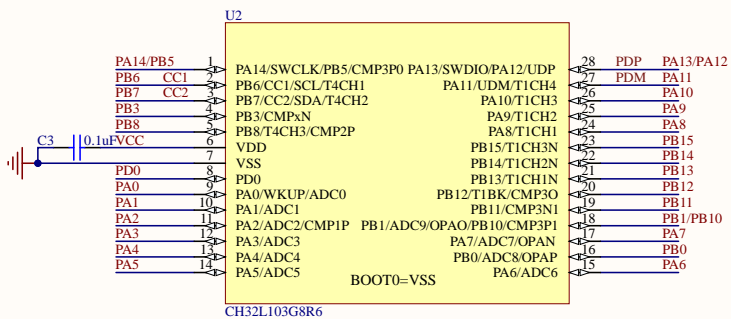 U2
PA14/PB5 1 PA14/SWCLK/PB5/CMP3P0 PA13/SWDIO/PA12/UDP 28 PDP PA13/PA12
PB6 CC1 2 PB6/CC1/SCL/T4CH1 PA11/UDM/T1CH4 27 PDM PA11
PB7 CC2 3 PB7/CC2/SDA/T4CH2 PA10/T1CH3 26 PA10
PB3 4 PB3/CMPxN PA9/T1CH2 25 PA9
PB8 5 PB8/T4CH3/CMP2P PA8/T1CH1 24 PA8
C3 0.1uF VCC 6 VDD PB15/T1CH3N 23 PB15
7 VSS PB14/T1CH2N 22 PB14
PD0 8 PD0 PB13/T1CH1N 21 PB13
PA0 9 PA0/WKUP/ADC0 PB12/T1BK/CMP3O 20 PB12
PA1 10 PA1/ADC1 PB11/CMP3N1 19 PB11
PA2 11 PA2/ADC2/CMP1P PB1/ADC9/OPAO/PB10/CMP3P1 18 PB1/PB10
PA3 12 PA3/ADC3 PA7/ADC7/OPAN 17 PA7
PA4 13 PA4/ADC4 PB0/ADC8/OPAP 16 PB0
PA5 14 PA5/ADC5 PA6/ADC6 15 PA6
BOOT0=VSS
CH32L103G8R6